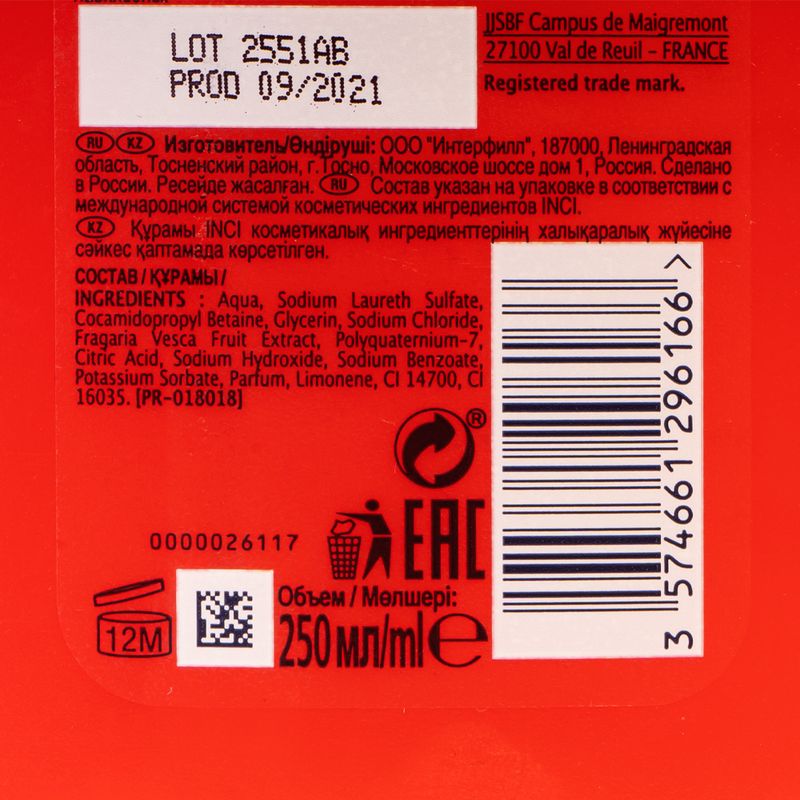 LOT 2551AB
PROD 09/2021
JJSBF Campus de Maigremont
27100 Val de Reuil – FRANCE
Registered trade mark.
RU KZ Изготовитель/Өндіруші: ООО "Интерфилл", 187000, Ленинградская
область, Тосненский район, г.Тосно, Московское шоссе дом 1, Россия. Сделано
в России. Ресейде жасалған. RU Состав указан на упаковке в соответствии с
международной системой косметических ингредиентов INCI.
KZ Құрамы INCI косметикалық ингредиенттерінің халықаралық жүйесіне
сәйкес қаптамада көрсетілген.
СОСТАВ/ҚҰРАМЫ/
INGREDIENTS : Aqua, Sodium Laureth Sulfate,
Cocamidopropyl Betaine, Glycerin, Sodium Chloride,
Fragaria Vesca Fruit Extract, Polyquaternium-7,
Citric Acid, Sodium Hydroxide, Sodium Benzoate,
Potassium Sorbate, Parfum, Limonene, CI 14700, CI
16035. [PR-018018]
®
EAC
0000026117
12M
Объем / Мөлшері:
250 мл/ml e
3 574661 296166 >